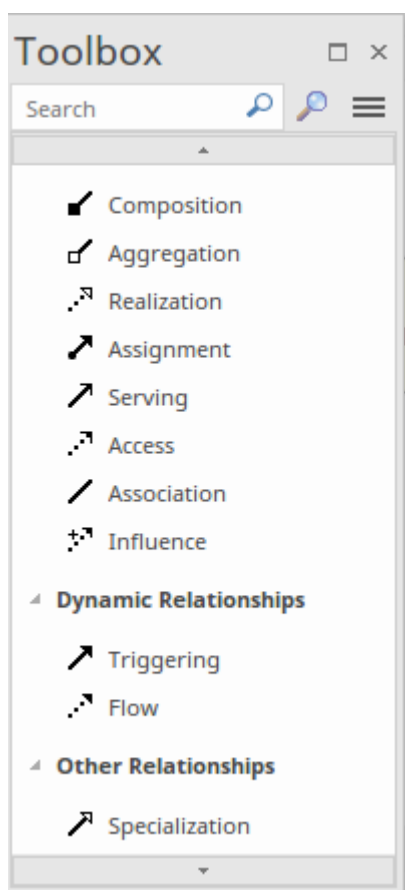 Toolbox
Search
Composition
Aggregation
Realization
Assignment
Serving
Access
Association
Influence
Dynamic Relationships
Triggering
Flow
Other Relationships
Specialization